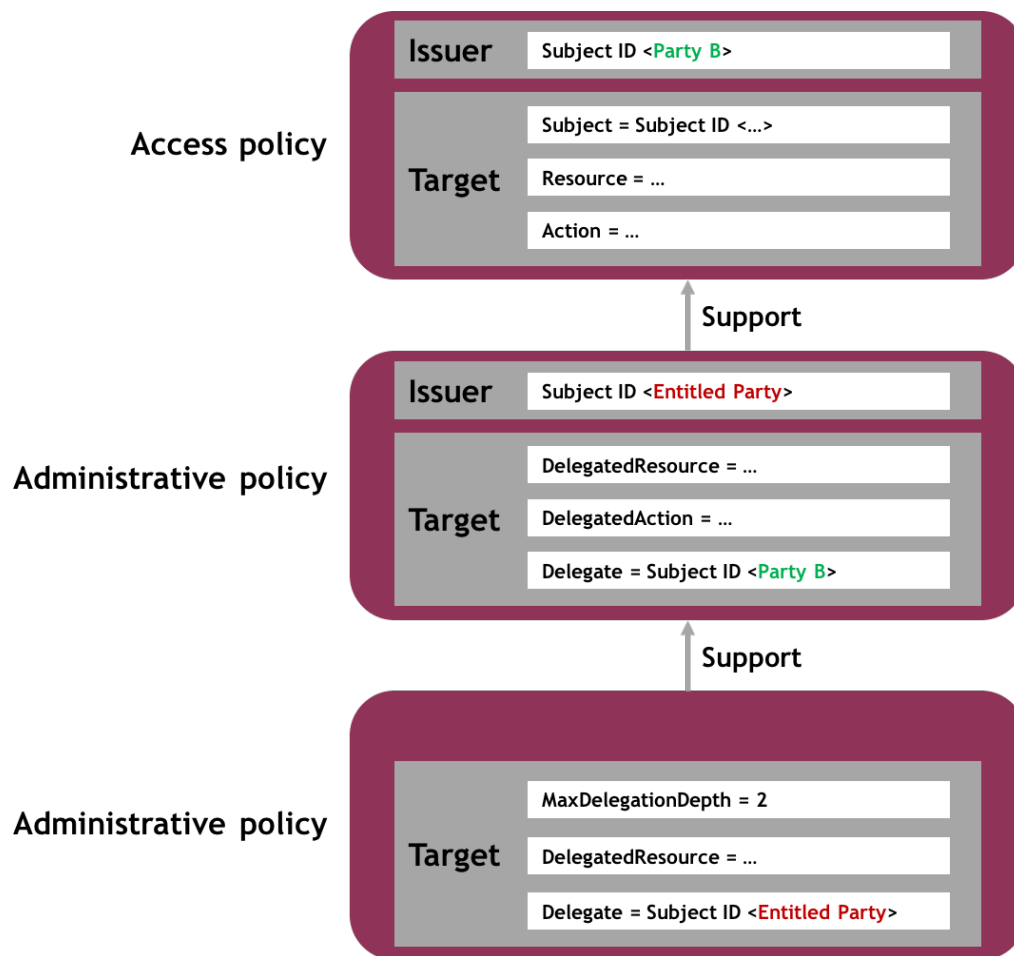 Issuer
Subject ID <Party B>
Access policy
Target
Subject = Subject ID <…>
Resource = …
Action = …
Support
Issuer
Subject ID <Entitled Party>
Administrative policy
Target
DelegatedResource = …
DelegatedAction = …
Delegate = Subject ID <Party B>
Support
Administrative policy
Target
MaxDelegationDepth = 2
DelegatedResource = …
Delegate = Subject ID <Entitled Party>